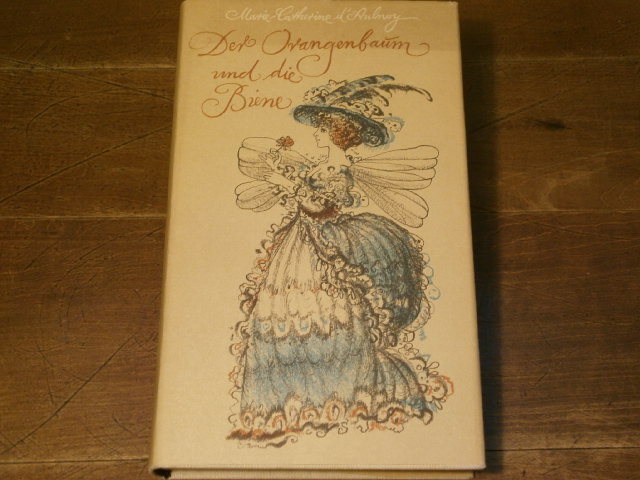 Marie-Catherine d'Aulnoy
Der Orangenbaum
und die
Biene